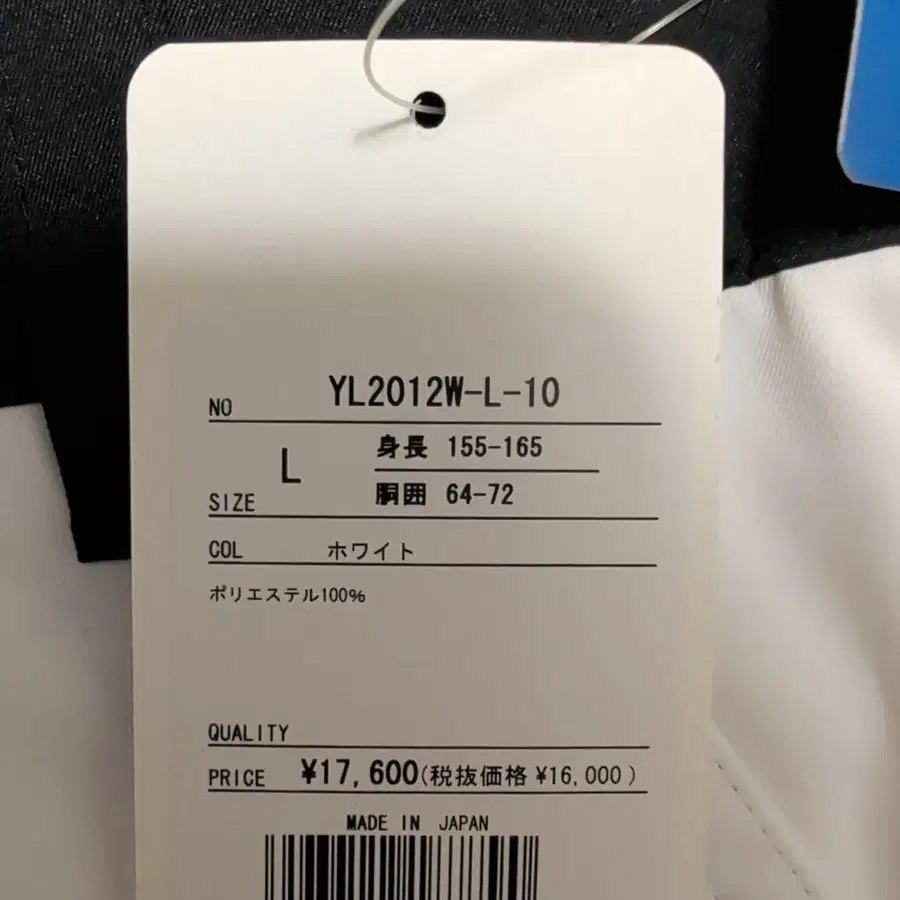 NO YL2012W-L-10
SIZE L 身長 155-165
胴囲 64-72
COL ホワイト
ポリエステル100%
QUALITY
PRICE ¥17,600(税抜価格 ¥16,000)
MADE IN JAPAN